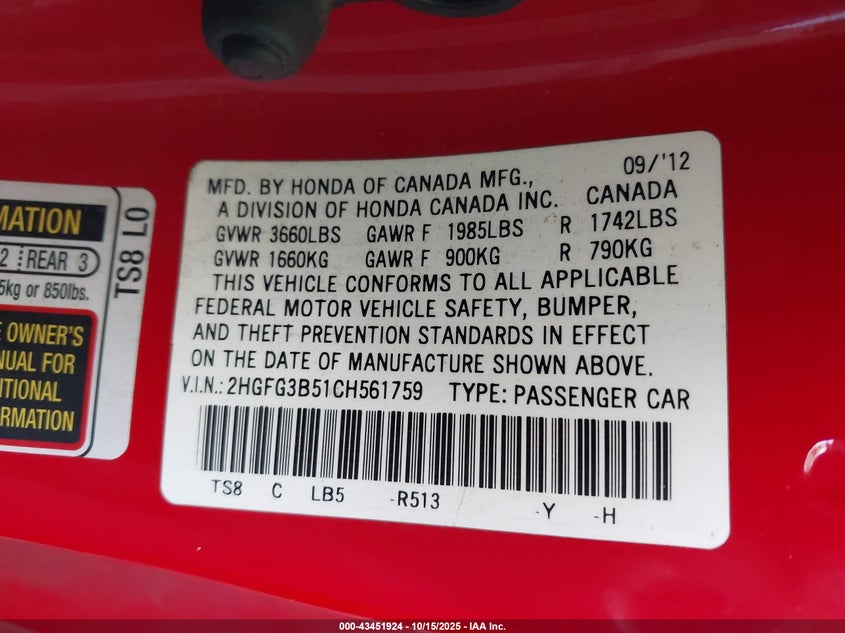 MATION
2 REAR 3
5kg or 850lbs.
E OWNER'S
NUAL FOR
ITIONAL
ORMATION
TS8 L0
09/'12
MFD. BY HONDA OF CANADA MFG.,
A DIVISION OF HONDA CANADA INC. CANADA
GVWR 3660LBS GAWR F 1985LBS R 1742LBS
GVWR 1660KG GAWR F 900KG R 790KG
THIS VEHICLE CONFORMS TO ALL APPLICABLE
FEDERAL MOTOR VEHICLE SAFETY, BUMPER,
AND THEFT PREVENTION STANDARDS IN EFFECT
ON THE DATE OF MANUFACTURE SHOWN ABOVE.
V.I.N.: 2HGFG3B51CH561759 TYPE: PASSENGER CAR
TS8 C LB5 -R513 -Y -H
000-43451924 - 10/15/2025 - IAA Inc.